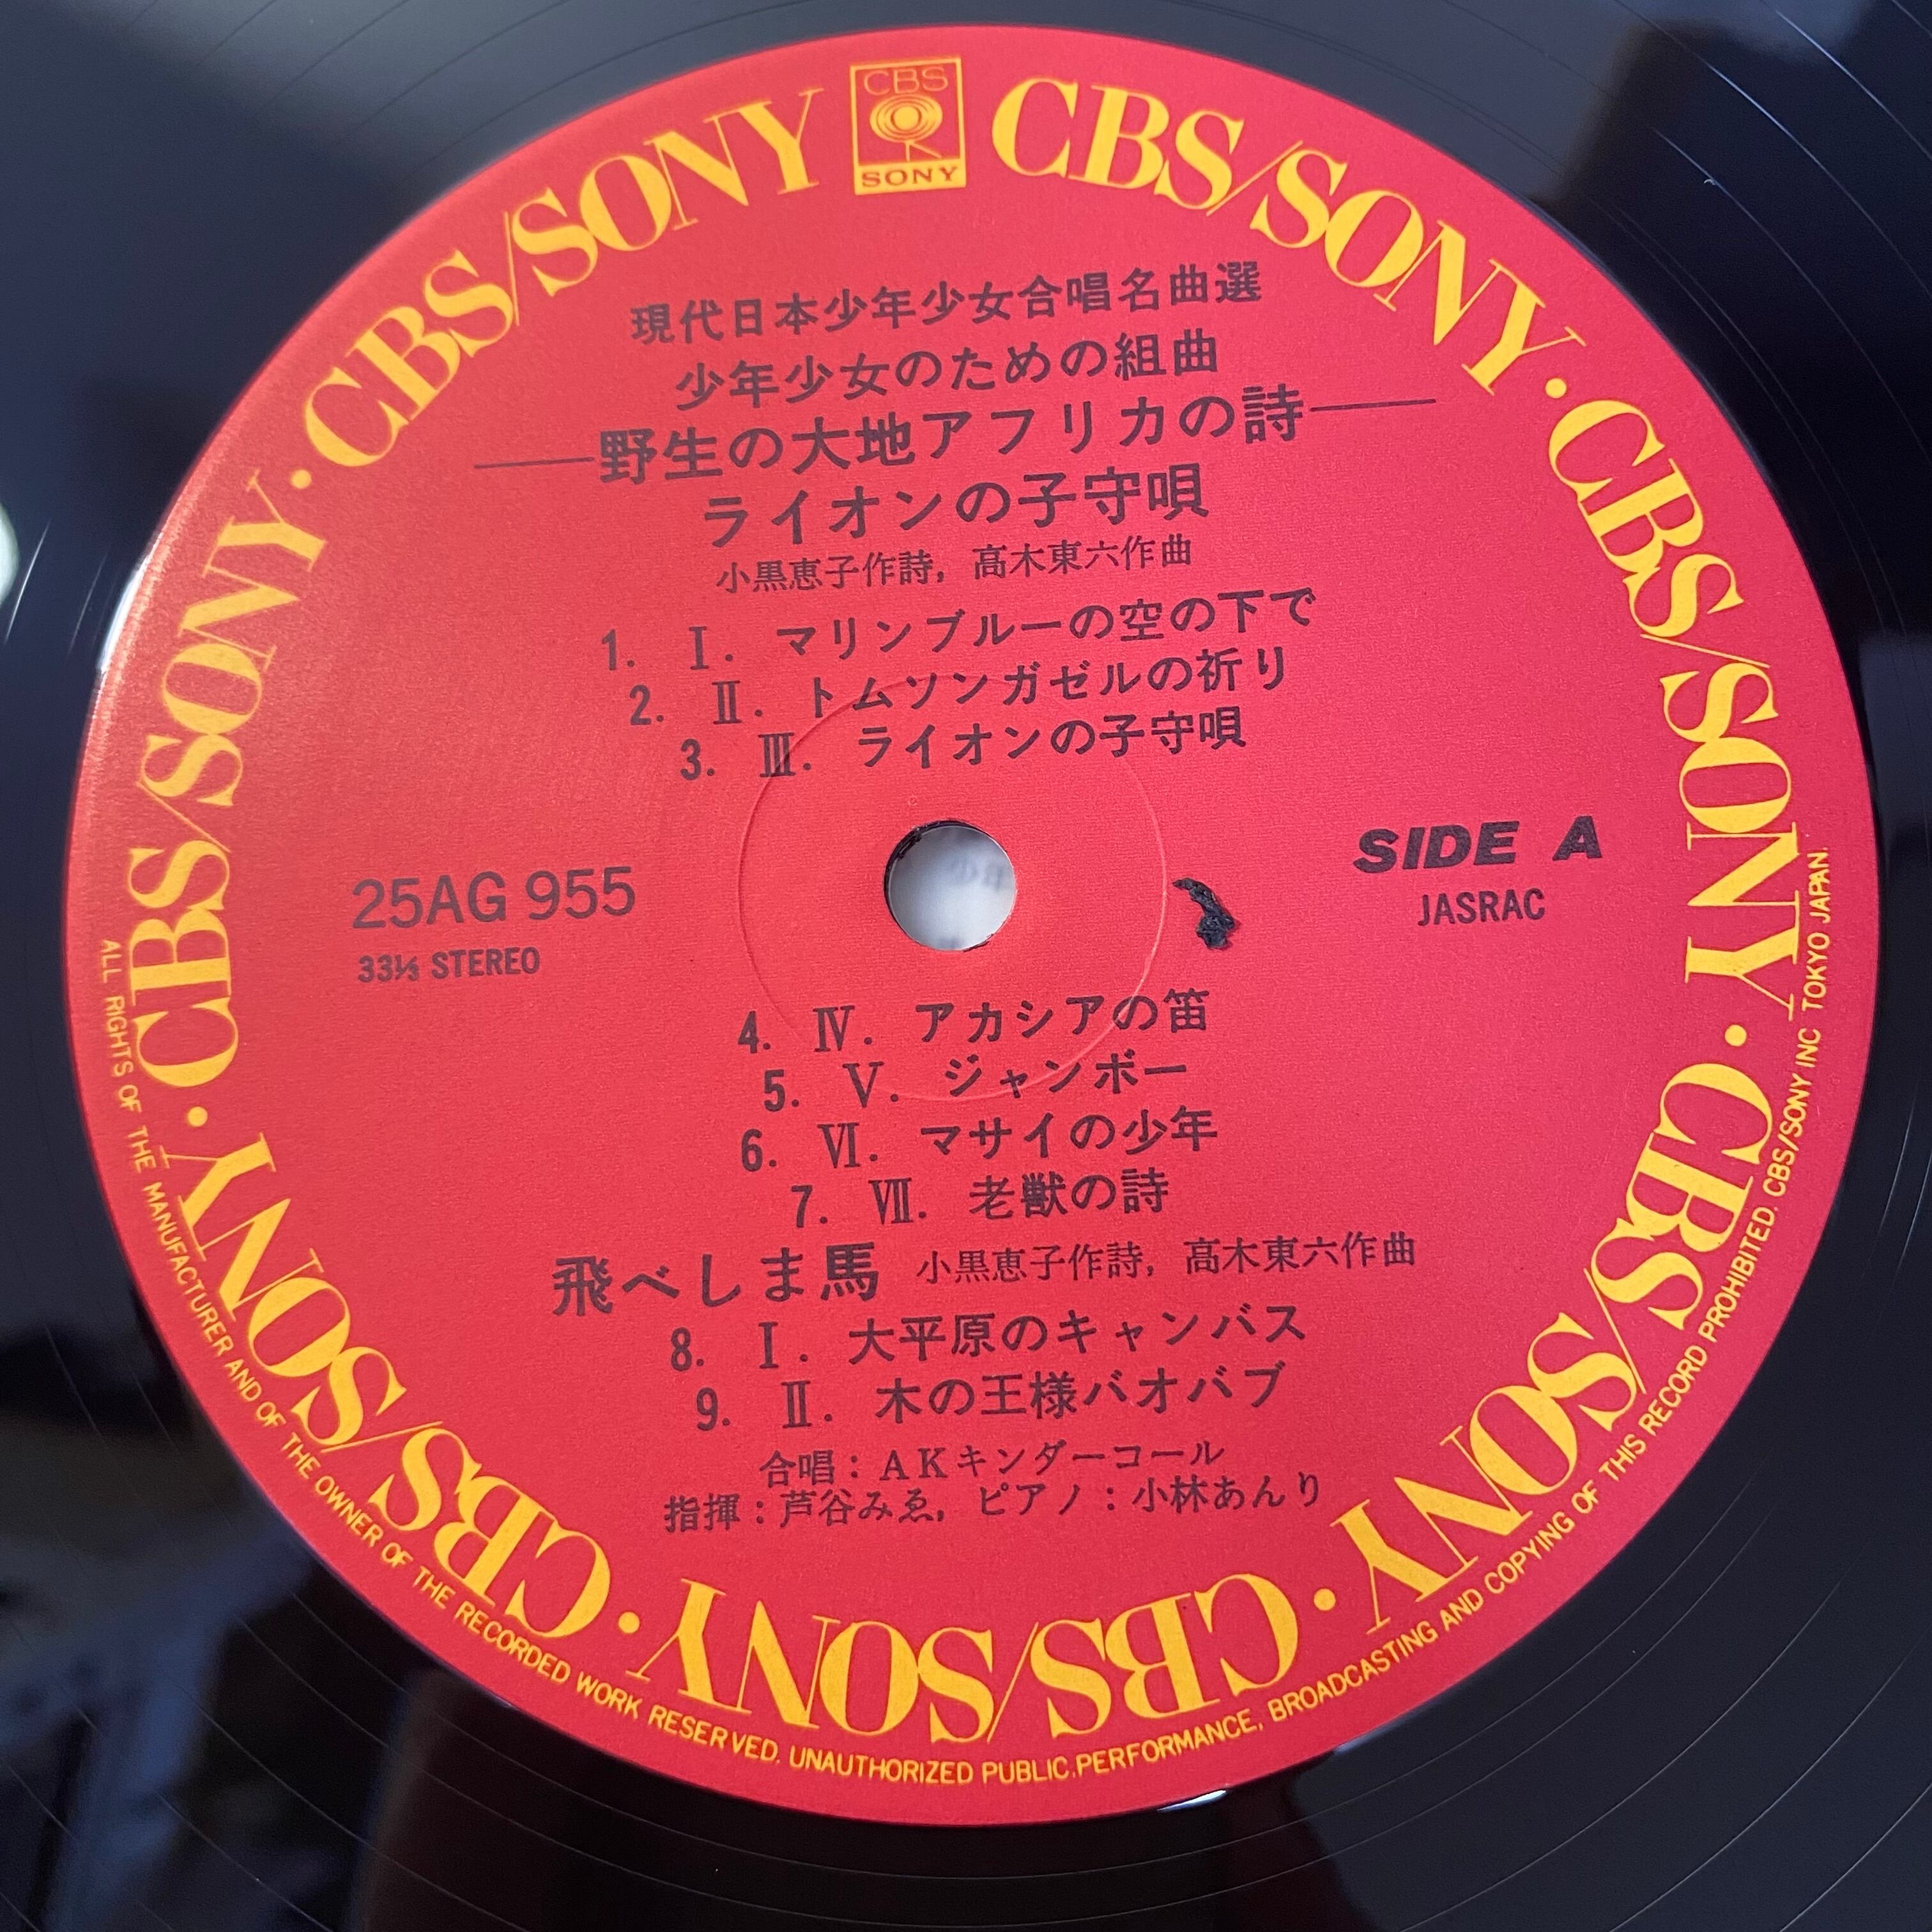 CBS
SONY
CBS/SONY・CBS/SONY・CBS/SONY・CBS/SONY・CBS/SONY・CBS/SONY・CBS/SONY・CBS/SONY
現代日本少年少女合唱名曲選
少年少女のための組曲
——野生の大地アフリカの詩——
ライオンの子守唄
小黒恵子作詩，高木東六作曲
1. Ⅰ. マリンブルーの空の下で
2. Ⅱ. トムソンガゼルの祈り
3. Ⅲ. ライオンの子守唄
25AG 955
33⅓ STEREO
SIDE A
JASRAC
4. Ⅳ. アカシアの笛
5. Ⅴ. ジャンボー
6. Ⅵ. マサイの少年
7. Ⅶ. 老獣の詩
飛べしま馬 小黒恵子作詩，高木東六作曲
8. Ⅰ. 大平原のキャンバス
9. Ⅱ. 木の王様バオバブ
合唱：AKキンダーコール
指揮：芦谷みゑ，ピアノ：小林あんり
ALL RIGHTS OF THE MANUFACTURER AND OF THE OWNER OF THE RECORDED WORK RESERVED. UNAUTHORIZED PUBLIC.PERFORMANCE, BROADCASTING AND COPYING OF THIS RECORD PROHIBITED. CBS/SONY INC TOKYO JAPAN.